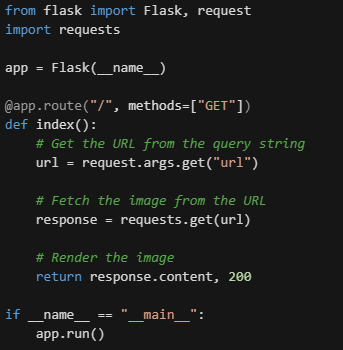 from flask import Flask, request
import requests

app = Flask(__name__)

@app.route("/", methods=["GET"])
def index():
    # Get the URL from the query string
    url = request.args.get("url")

    # Fetch the image from the URL
    response = requests.get(url)

    # Render the image
    return response.content, 200

if __name__ == "__main__":
    app.run()